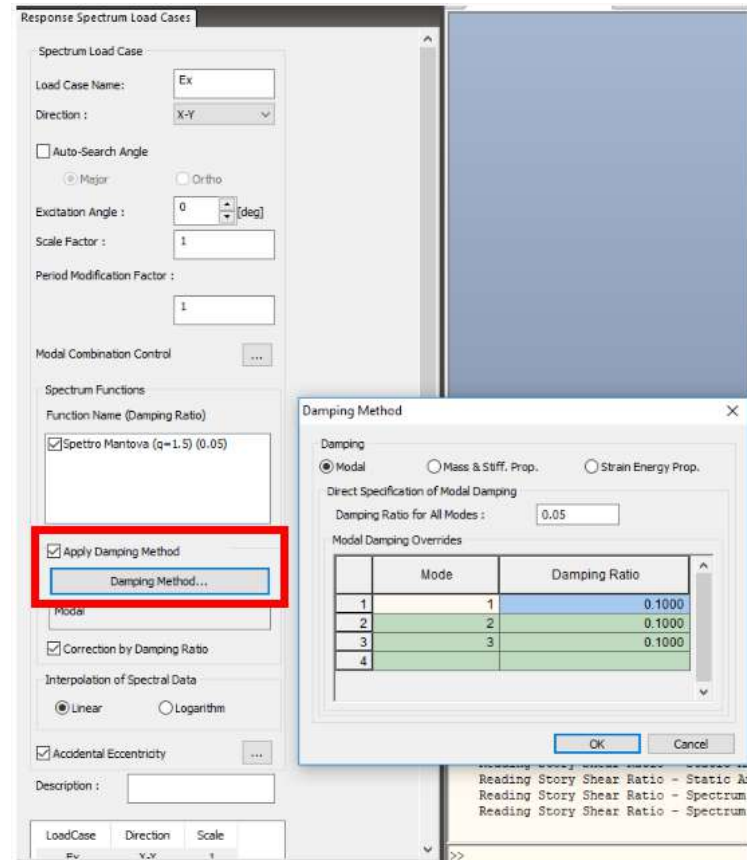 Response Spectrum Load Cases
Spectrum Load Case
Load Case Name:
Ex
Direction :
X-Y
Auto-Search Angle
Major
Ortho
Excitation Angle :
0
[deg]
Scale Factor :
1
Period Modification Factor :
1
Modal Combination Control
...
Spectrum Functions
Function Name (Damping Ratio)
Spettro Mantova (q=1.5) (0.05)
Apply Damping Method
Damping Method...
Modal
Correction by Damping Ratio
Interpolation of Spectral Data
Linear
Logarithm
Accidental Eccentricity
...
Description :
LoadCase Direction Scale
Ex X-Y 1
Damping Method
Damping
Modal
Mass & Stiff. Prop.
Strain Energy Prop.
Direct Specification of Modal Damping
Damping Ratio for All Modes :
0.05
Modal Damping Overrides
Mode Damping Ratio
1 1 0.1000
2 2 0.1000
3 3 0.1000
4
OK
Cancel
Reading Story Shear Ratio - Static A
Reading Story Shear Ratio - Spectrum
Reading Story Shear Ratio - Spectrum
>>